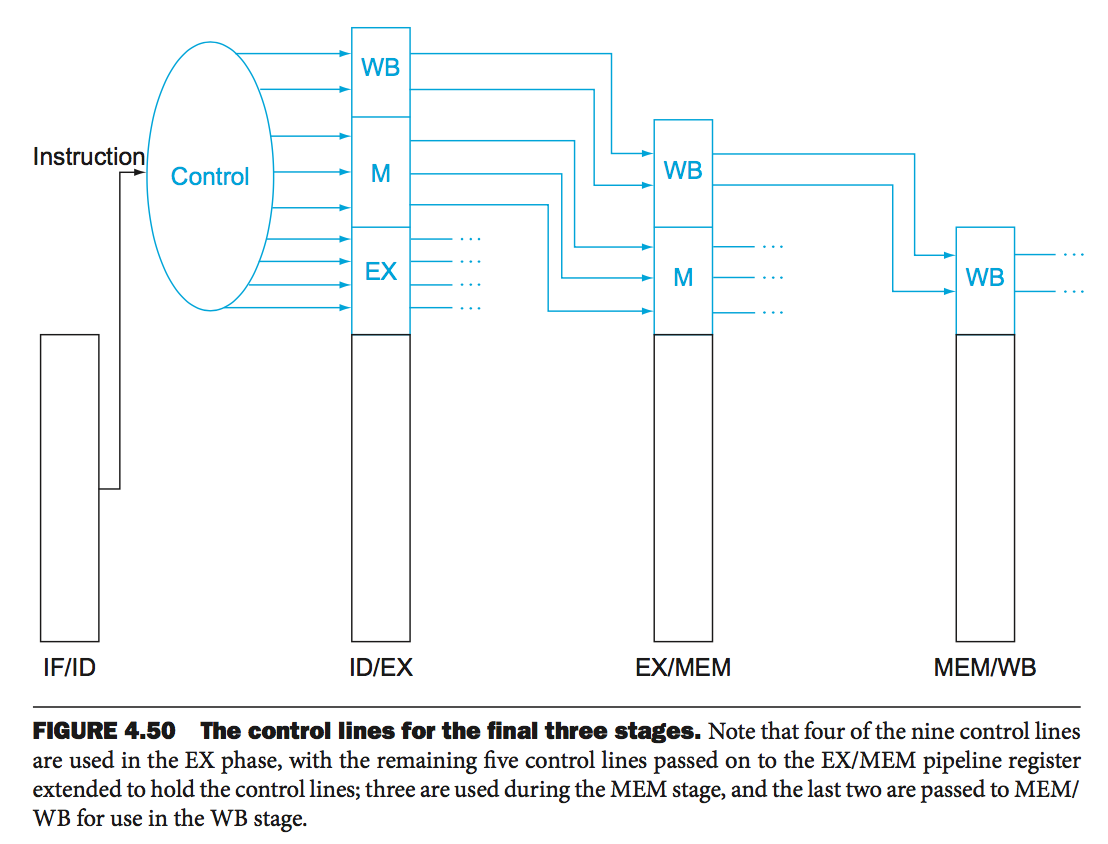 WB
Instruction
Control
M
WB
EX
...
...
...
...
M
...
...
...
WB
...
...
IF/ID
ID/EX
EX/MEM
MEM/WB
FIGURE 4.50 The control lines for the final three stages. Note that four of the nine control lines
are used in the EX phase, with the remaining five control lines passed on to the EX/MEM pipeline register
extended to hold the control lines; three are used during the MEM stage, and the last two are passed to MEM/
WB for use in the WB stage.